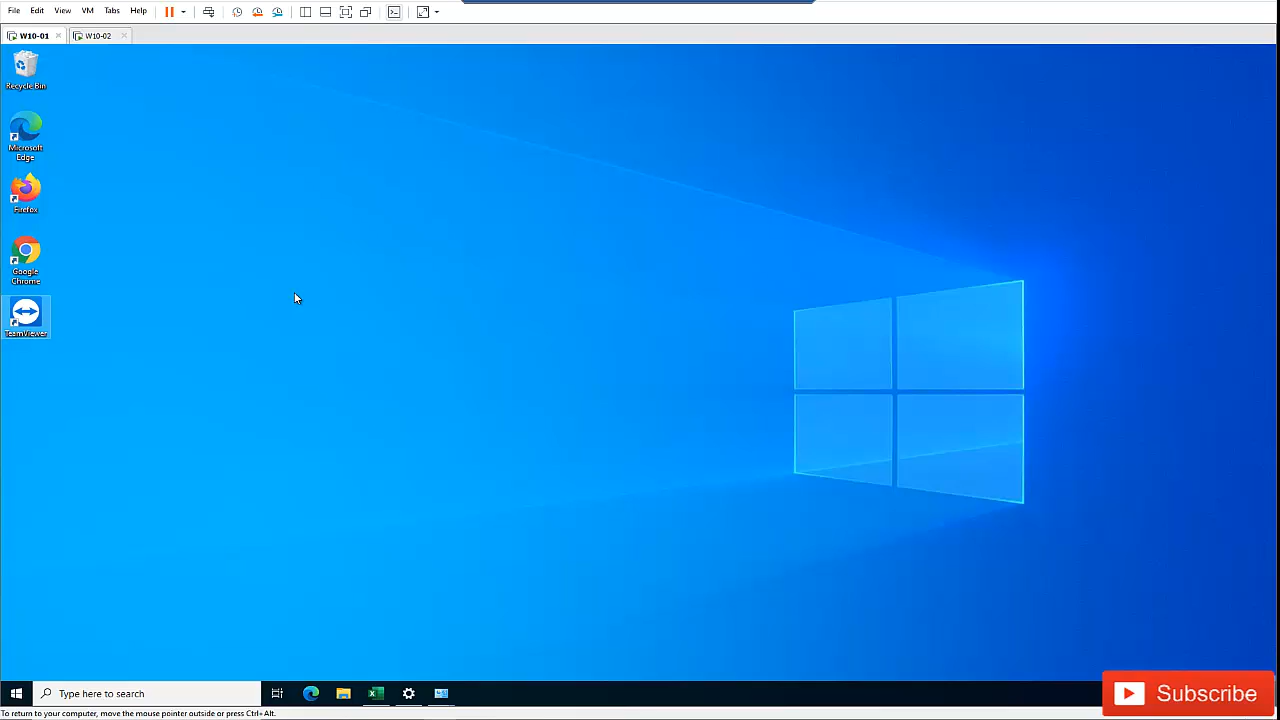 File Edit View VM Tabs Help
W10-01 W10-02
Recycle Bin
Microsoft
Edge
Firefox
Google
Chrome
TeamViewer
Type here to search
Subscribe
To return to your computer, move the mouse pointer outside or press Ctrl+Alt.